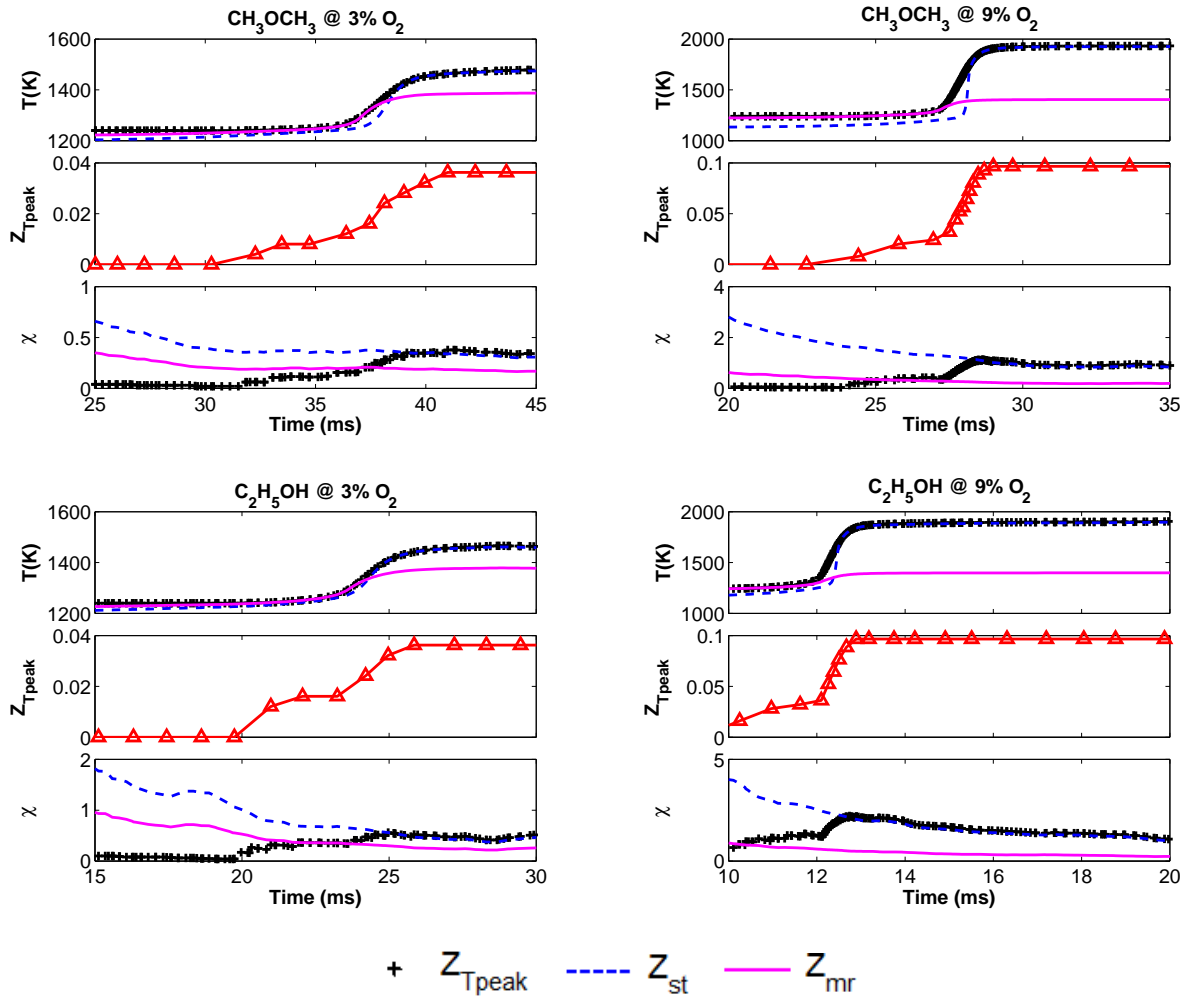 CH3OCH3 @ 3% O2
1600
1400
1200
T(K)
0.04
0.02
0
ZTpeak
1
0.5
0
χ
25 30 35 40 45
Time (ms)
CH3OCH3 @ 9% O2
2000
1500
1000
T(K)
0.1
0.05
0
ZTpeak
4
2
0
χ
20 25 30 35
Time (ms)
C2H5OH @ 3% O2
1600
1400
1200
T(K)
0.04
0.02
0
ZTpeak
2
1
0
χ
15 20 25 30
Time (ms)
C2H5OH @ 9% O2
2000
1500
1000
T(K)
0.1
0.05
0
ZTpeak
5
0
χ
10 12 14 16 18 20
Time (ms)
ZTpeak Zst Zmr